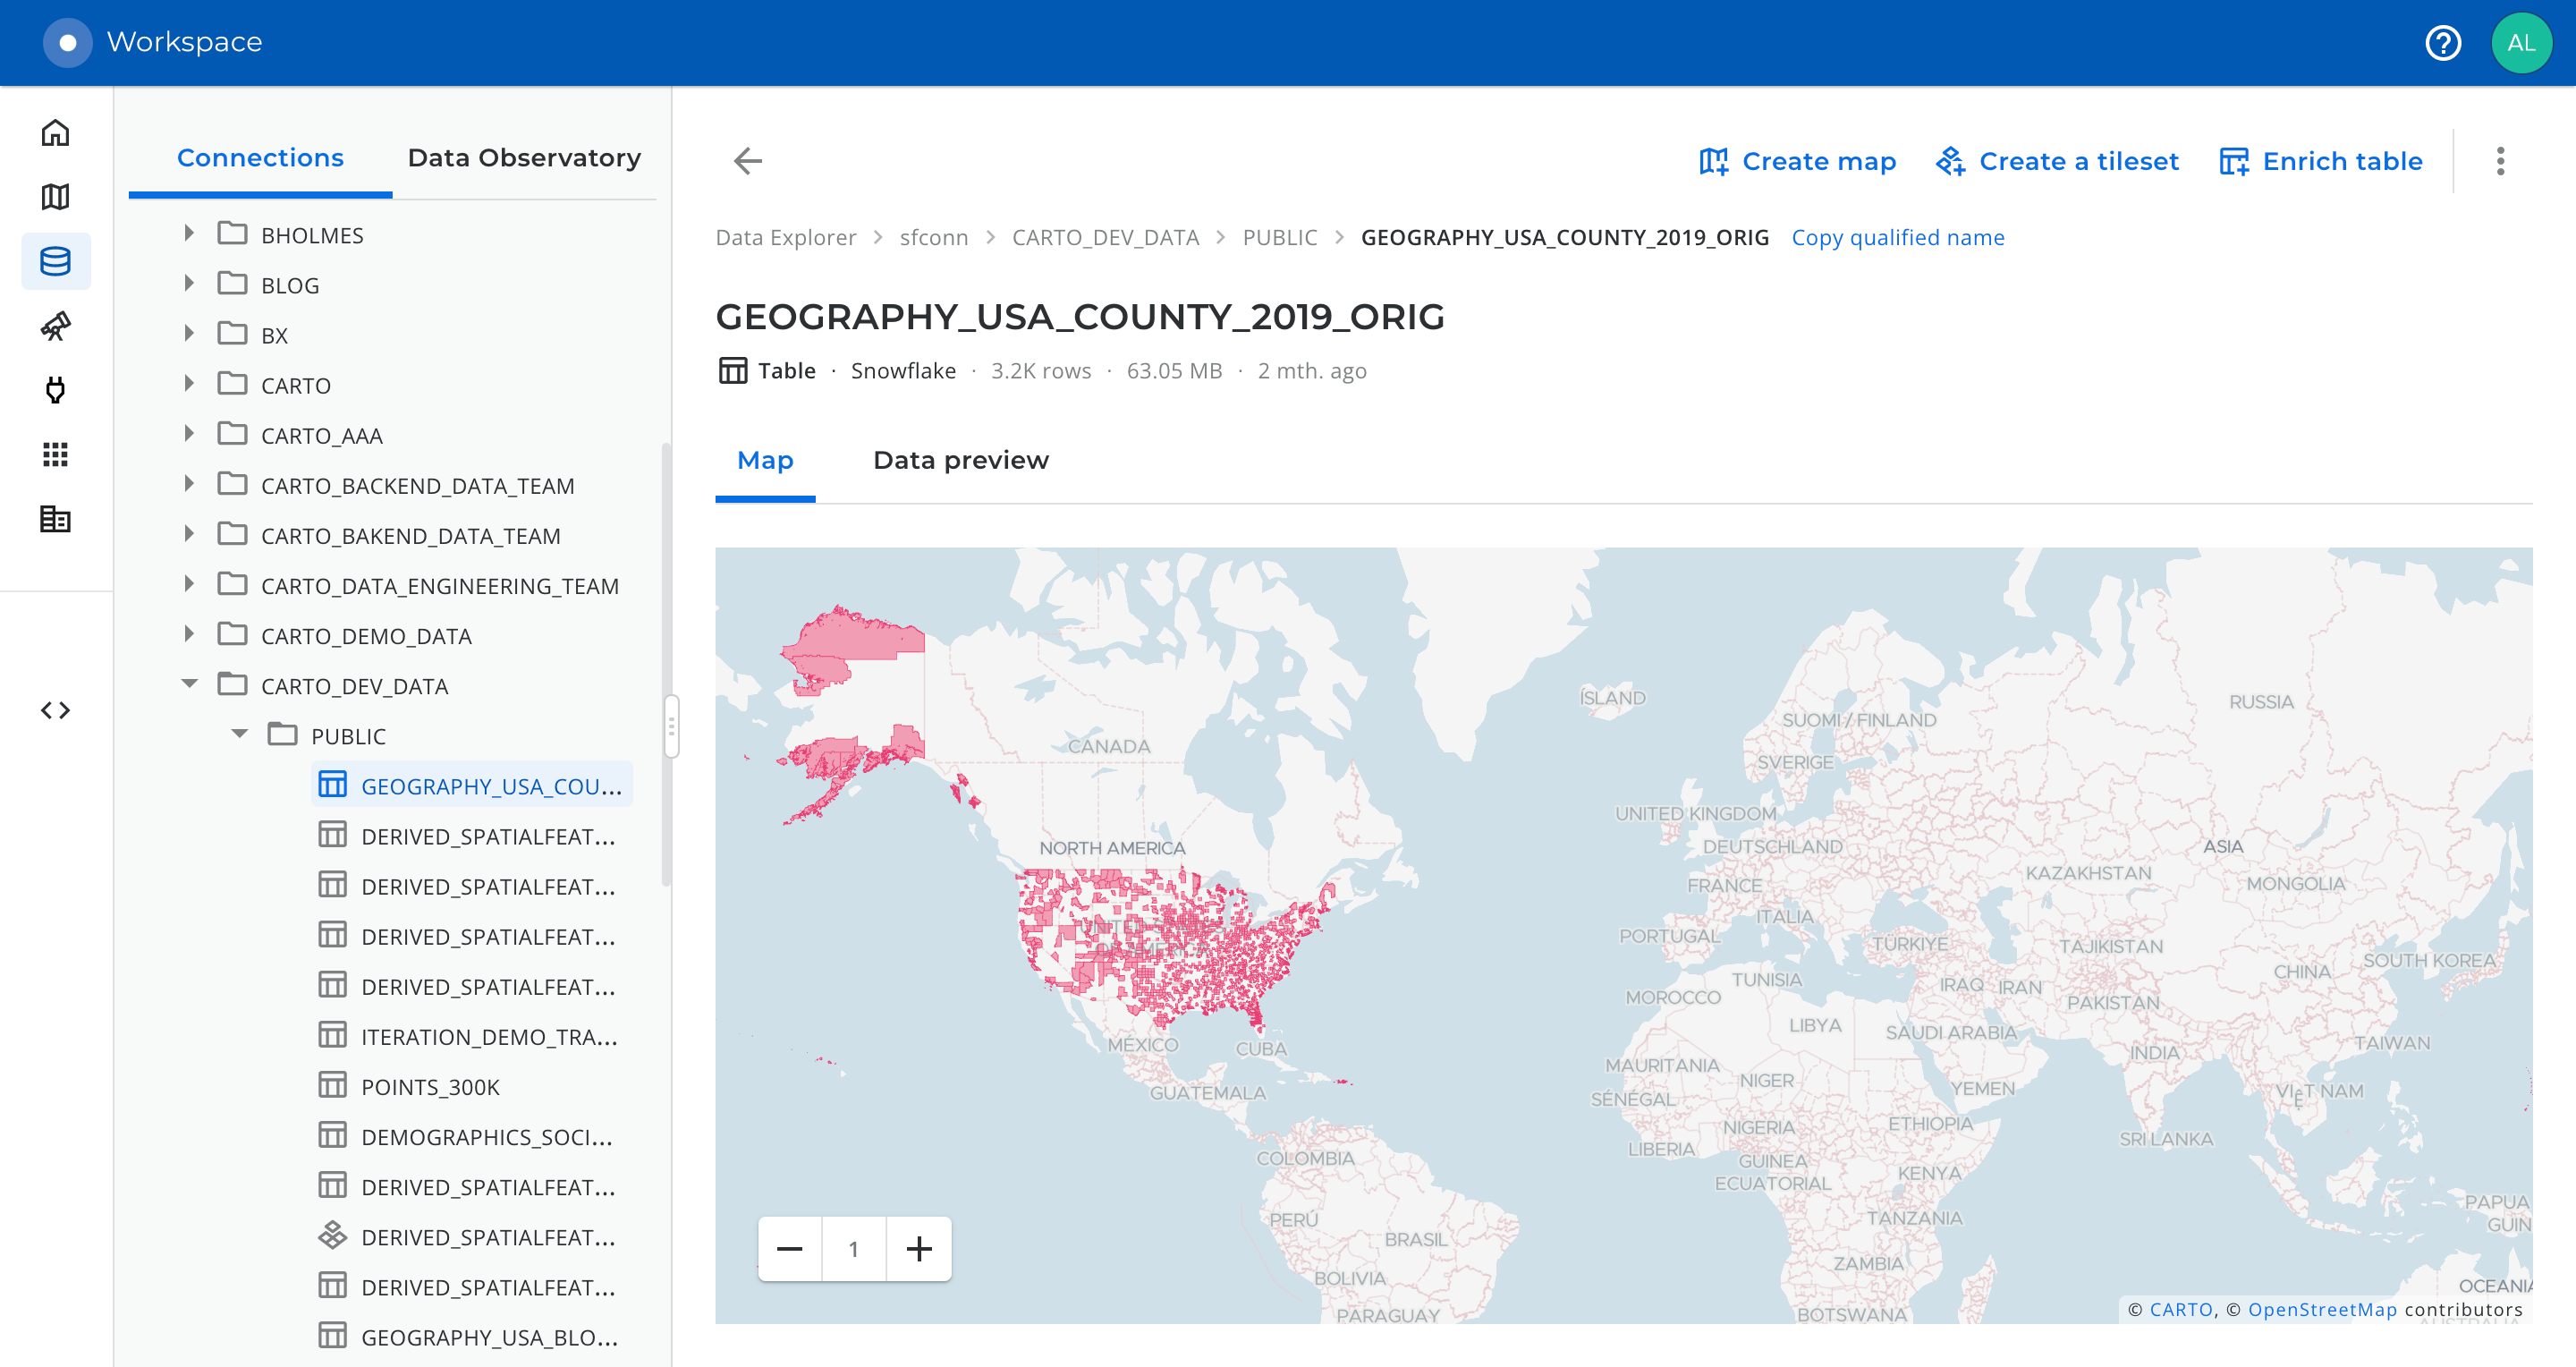 Workspace
AL
Connections
Data Observatory
BHOLMES
BLOG
BX
CARTO
CARTO_AAA
CARTO_BACKEND_DATA_TEAM
CARTO_BAKEND_DATA_TEAM
CARTO_DATA_ENGINEERING_TEAM
CARTO_DEMO_DATA
CARTO_DEV_DATA
PUBLIC
GEOGRAPHY_USA_COU...
DERIVED_SPATIALFEAT...
DERIVED_SPATIALFEAT...
DERIVED_SPATIALFEAT...
DERIVED_SPATIALFEAT...
ITERATION_DEMO_TRA...
POINTS_300K
DEMOGRAPHICS_SOCI...
DERIVED_SPATIALFEAT...
DERIVED_SPATIALFEAT...
DERIVED_SPATIALFEAT...
GEOGRAPHY_USA_BLO...
Create map
Create a tileset
Enrich table
Data Explorer > sfconn > CARTO_DEV_DATA > PUBLIC > GEOGRAPHY_USA_COUNTY_2019_ORIG Copy qualified name
GEOGRAPHY_USA_COUNTY_2019_ORIG
Table · Snowflake · 3.2K rows · 63.05 MB · 2 mth. ago
Map
Data preview
ÍSLAND
RUSSIA
SUOMI / FINLAND
CANADA
SVERIGE
UNITED KINGDOM
NORTH AMERICA
DEUTSCHLAND
ASIA
KAZAKHSTAN
FRANCE
MONGOLIA
ITALIA
UNITED STATES
OF AMERICA
PORTUGAL
TÜRKIYE
TAJIKISTAN
SOUTH KOREA
CHINA
TUNISIA
IRAQ
IRAN
MOROCCO
PAKISTAN
LIBYA
SAUDI ARABIA
MÉXICO
CUBA
TAIWAN
INDIA
MAURITANIA
NIGER
YEMEN
GUATEMALA
VIỆT NAM
SÉNÉGAL
NIGERIA
ETHIOPIA
SRI LANKA
LIBERIA
COLOMBIA
GUINEA
ECUATORIAL
KENYA
PAPUA
GUIN
PERÚ
TANZANIA
BRASIL
ZAMBIA
BOLIVIA
OCEANIA
PARAGUAY
BOTSWANA
AUSTRALIA
1
© CARTO, © OpenStreetMap contributors